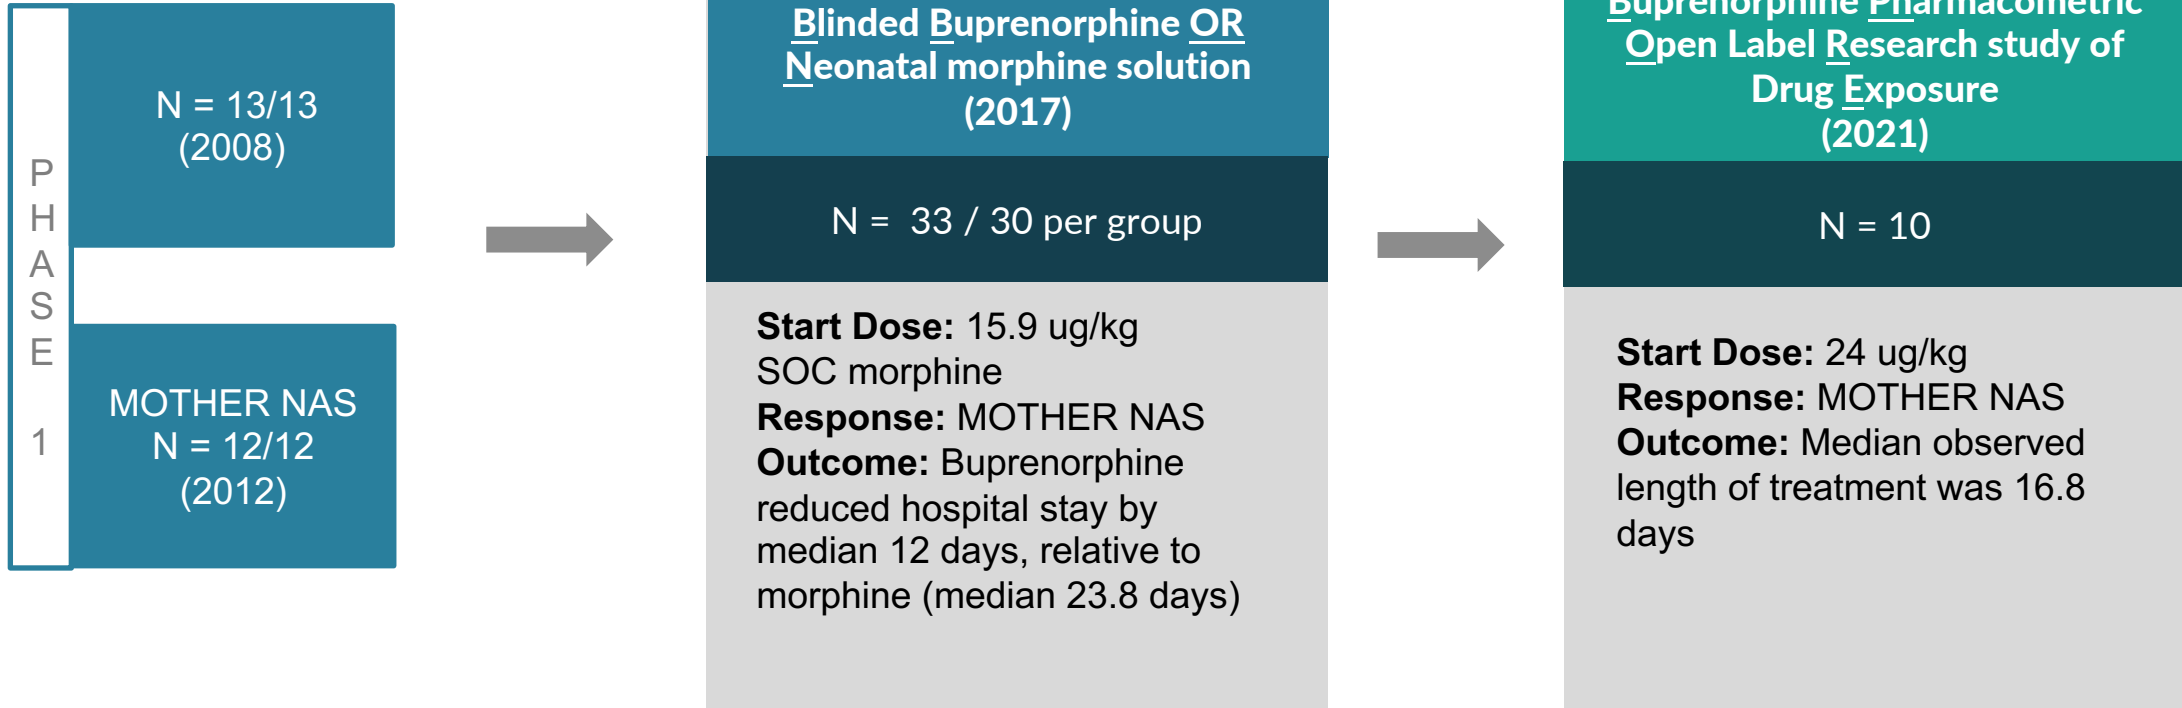 PHASE 1
N = 13/13
(2008)
MOTHER NAS
N = 12/12
(2012)
Blinded Buprenorphine OR
Neonatal morphine solution
(2017)
N = 33 / 30 per group
Start Dose: 15.9 ug/kg
SOC morphine
Response: MOTHER NAS
Outcome: Buprenorphine
reduced hospital stay by
median 12 days, relative to
morphine (median 23.8 days)
Buprenorphine Pharmacometric
Open Label Research study of
Drug Exposure
(2021)
N = 10
Start Dose: 24 ug/kg
Response: MOTHER NAS
Outcome: Median observed
length of treatment was 16.8
days